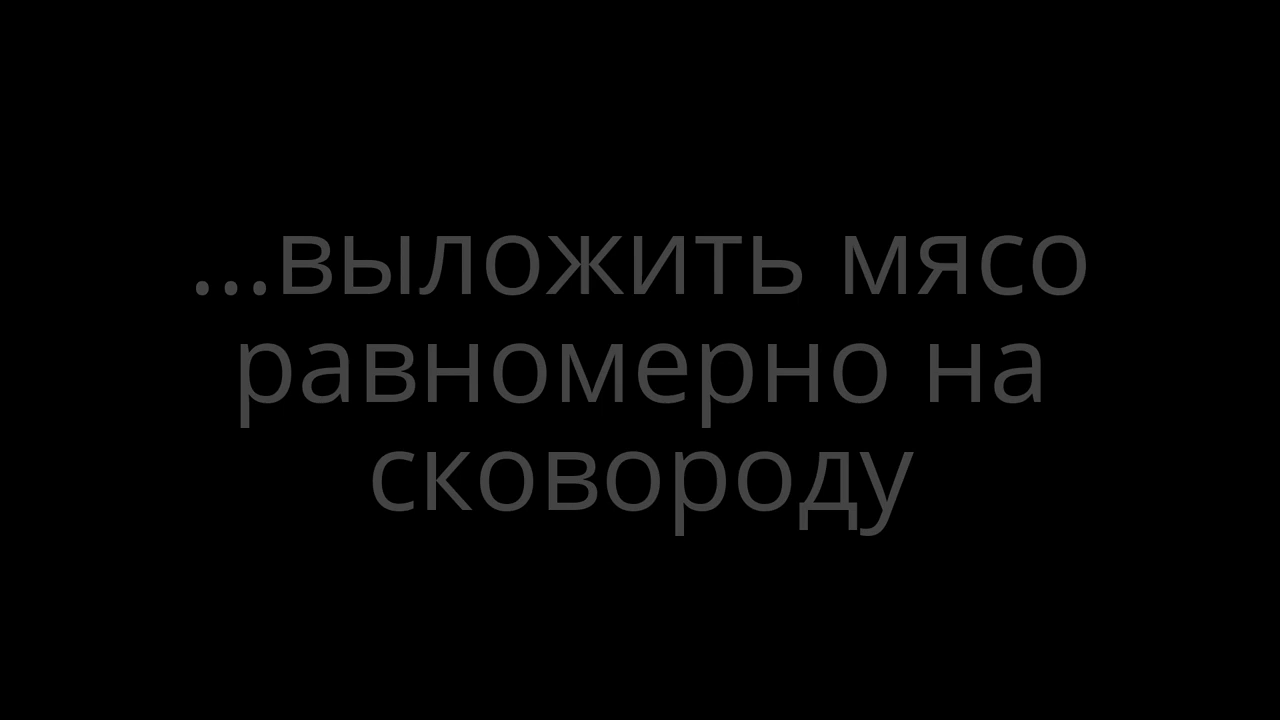 ...выложить мясо
равномерно на
сковороду